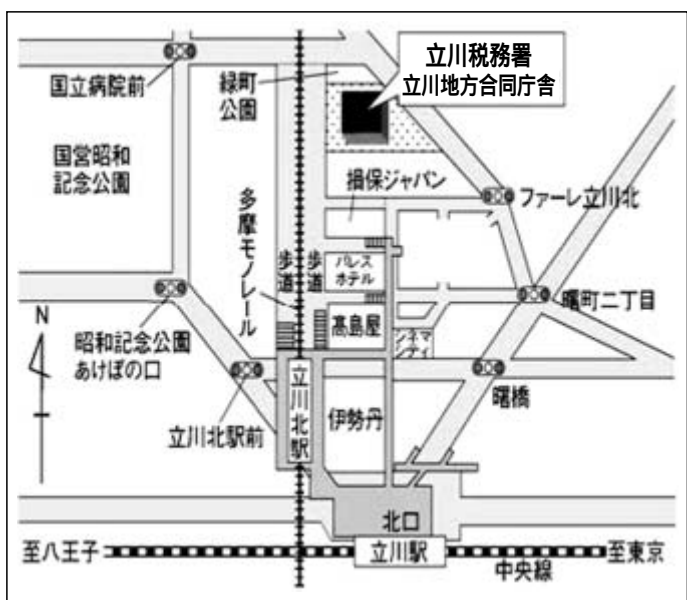 国立病院前
緑町
公園
立川税務署
立川地方合同庁舎
国営昭和
記念公園
損保ジャパン
ファーレ立川北
多摩モノレール
歩道
歩道
パレス
ホテル
曙町二丁目
N
昭和記念公園
あけぼの口
髙島屋
シネマ
シティ
立川北駅前
立川北駅
伊勢丹
曙橋
北口
至八王子
立川駅
至東京
中央線